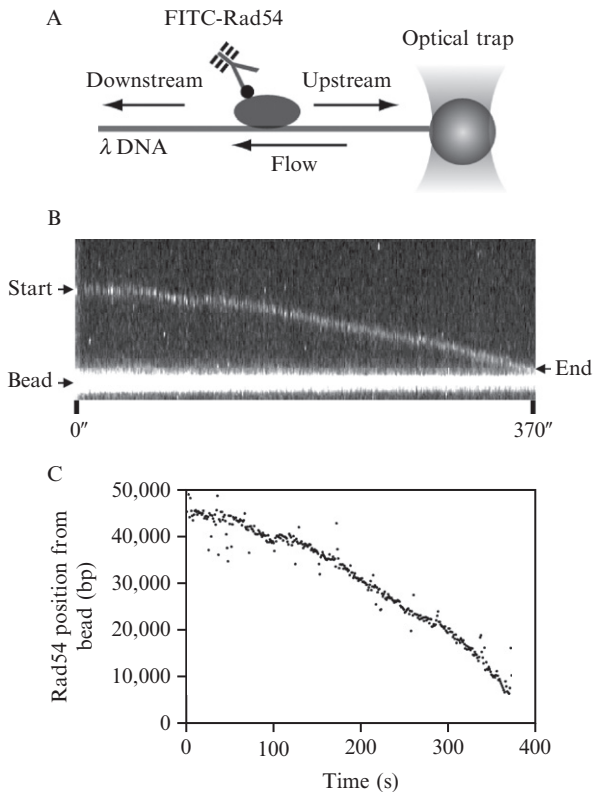 A
FITC-Rad54
Optical trap
Downstream
Upstream
λ DNA
Flow
B
Start
End
Bead
0″
370″
C
50,000
40,000
30,000
20,000
10,000
0
Rad54 position from
bead (bp)
0
100
200
300
400
Time (s)